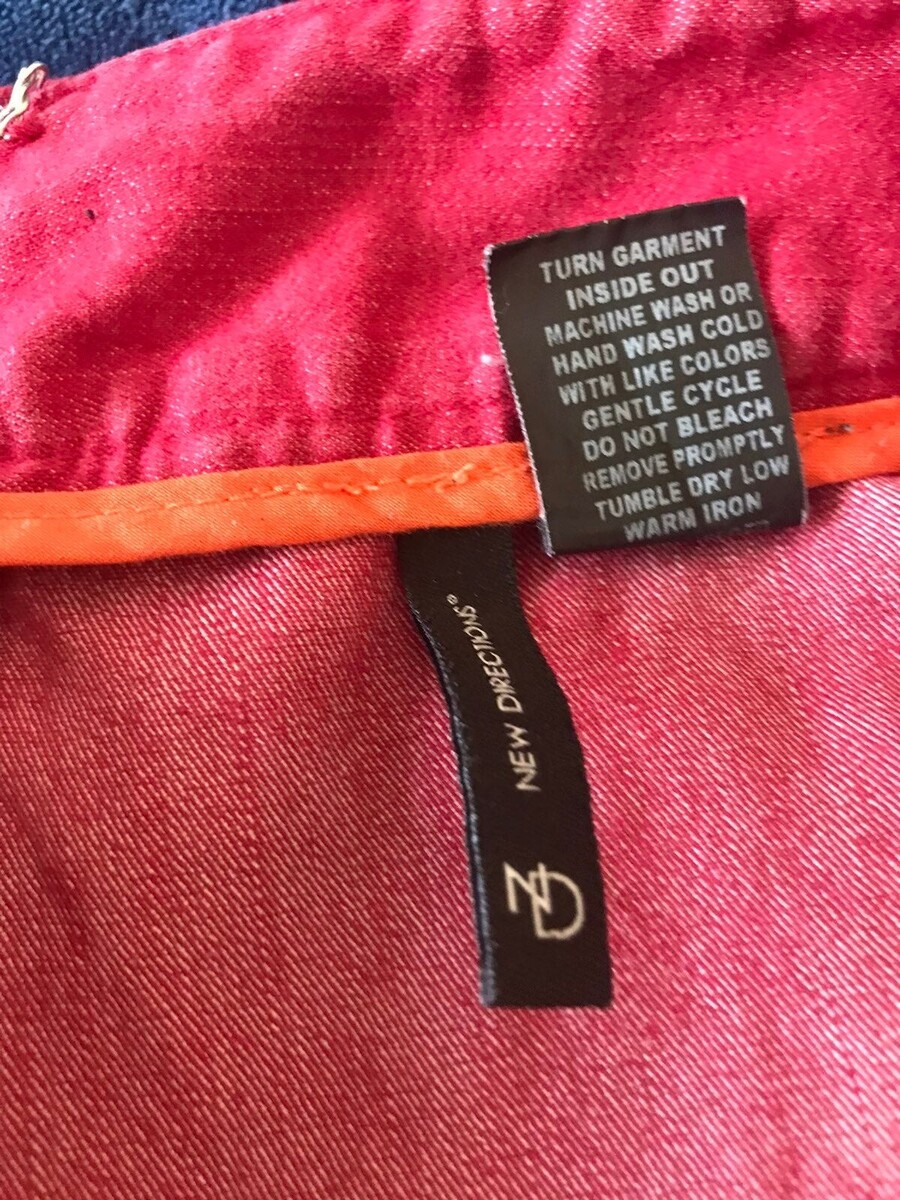 TURN GARMENT
INSIDE OUT
MACHINE WASH OR
HAND WASH COLD
WITH LIKE COLORS
GENTLE CYCLE
DO NOT BLEACH
REMOVE PROMPTLY
TUMBLE DRY LOW
WARM IRON
NEW DIRECTIONS®
ND